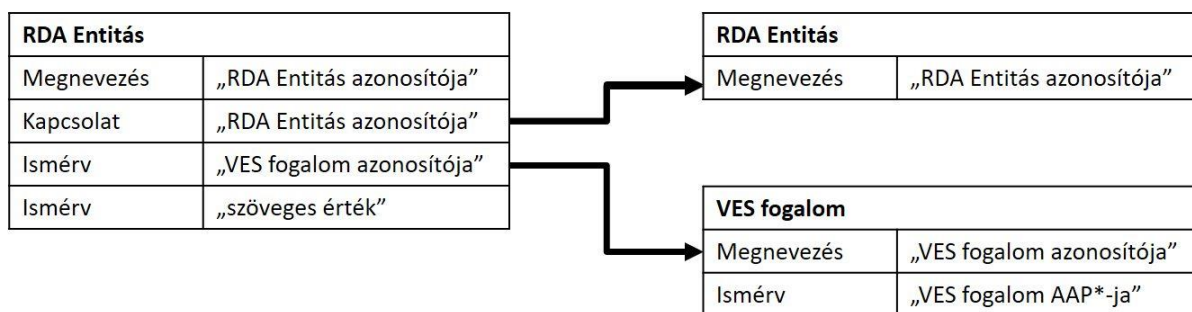 RDA Entitás
Megnevezés „RDA Entitás azonosítója”
Kapcsolat „RDA Entitás azonosítója”
Ismérv „VES fogalom azonosítója”
Ismérv „szöveges érték”
RDA Entitás
Megnevezés „RDA Entitás azonosítója”
VES fogalom
Megnevezés „VES fogalom azonosítója”
Ismérv „VES fogalom AAP*-ja”